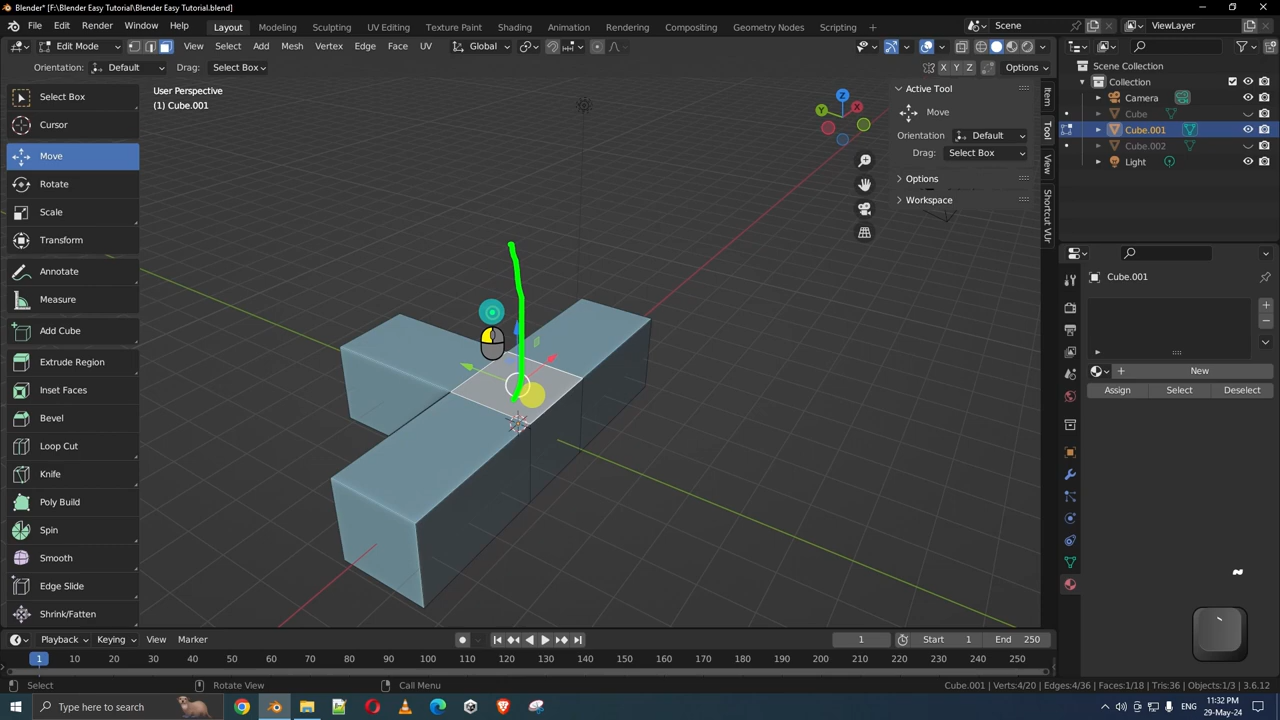 Blender* [F:\Blender Easy Tutorial\Blender Easy Tutorial.blend]
File Edit Render Window Help Layout Modeling Sculpting UV Editing Texture Paint Shading Animation Rendering Compositing Geometry Nodes Scripting + Scene ViewLayer
Edit Mode View Select Add Mesh Vertex Edge Face UV Global
Orientation: Default Drag: Select Box X Y Z Options
Select Box
Cursor
Move
Rotate
Scale
Transform
Annotate
Measure
Add Cube
Extrude Region
Inset Faces
Bevel
Loop Cut
Knife
Poly Build
Spin
Smooth
Edge Slide
Shrink/Fatten
User Perspective
(1) Cube.001
Z
Y
X
Active Tool
Move
Orientation Default
Drag: Select Box
Options
Workspace
Item
Tool
View
Shortcut VUr
Scene Collection
Collection
Camera
Cube
Cube.001
Cube.002
Light
Cube.001
+ New
Assign Select Deselect
~
Playback Keying View Marker 1 Start 1 End 250
1 10 20 30 40 50 60 70 80 90 100 110 120 130 140 150 160 170 180 190 200 210 220 230 240 250
Select Rotate View Call Menu Cube.001 | Verts:4/20 | Edges:4/36 | Faces:1/18 | Tris:36 | Objects:1/3 | 3.6.12
Type here to search ENG 11:32 PM
29-May-24